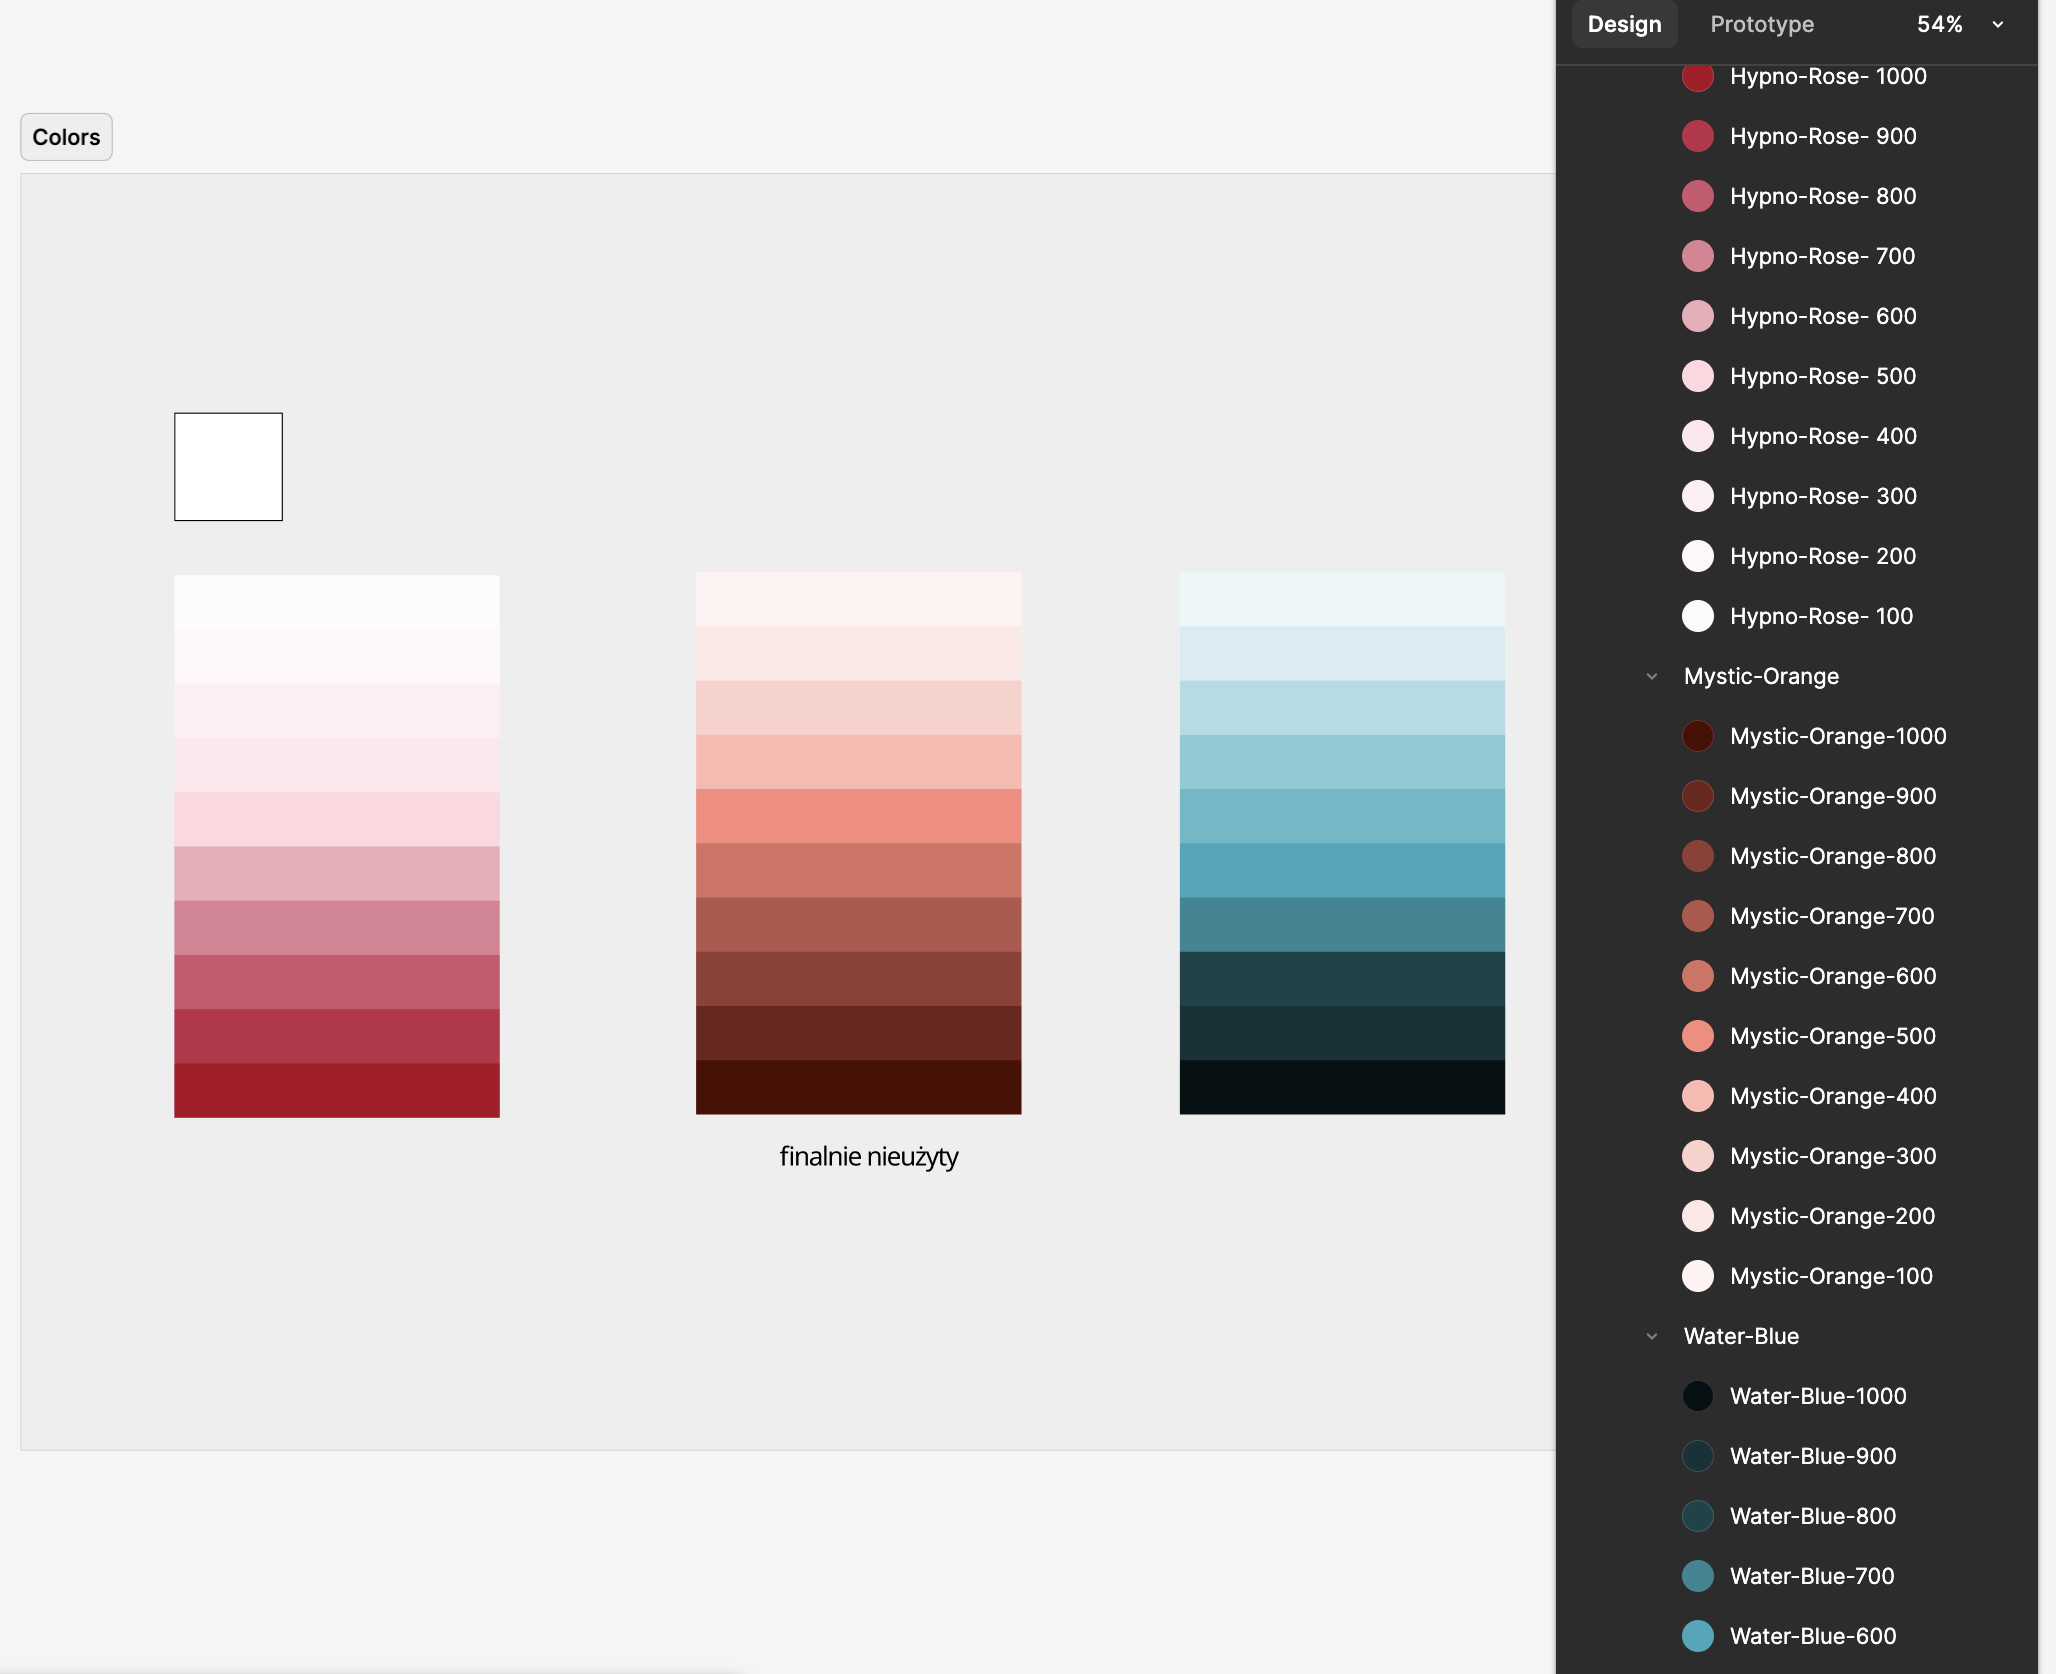 Design Prototype 54%
Colors
finalnie nieużyty
Hypno-Rose- 1000
Hypno-Rose- 900
Hypno-Rose- 800
Hypno-Rose- 700
Hypno-Rose- 600
Hypno-Rose- 500
Hypno-Rose- 400
Hypno-Rose- 300
Hypno-Rose- 200
Hypno-Rose- 100
Mystic-Orange
Mystic-Orange-1000
Mystic-Orange-900
Mystic-Orange-800
Mystic-Orange-700
Mystic-Orange-600
Mystic-Orange-500
Mystic-Orange-400
Mystic-Orange-300
Mystic-Orange-200
Mystic-Orange-100
Water-Blue
Water-Blue-1000
Water-Blue-900
Water-Blue-800
Water-Blue-700
Water-Blue-600